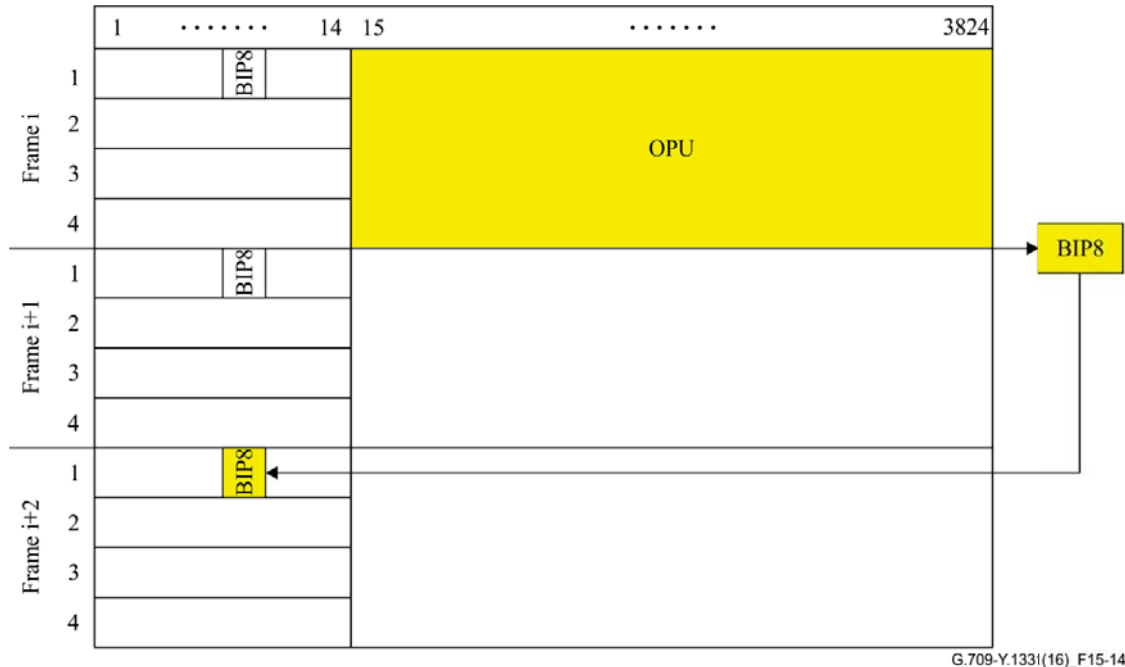 1 ······· 14 15 ······· 3824
Frame i
1 BIP8
2
3
4
OPU
BIP8
Frame i+1
1 BIP8
2
3
4
Frame i+2
1 BIP8
2
3
4
G.709-Y.1331(16)_F15-14